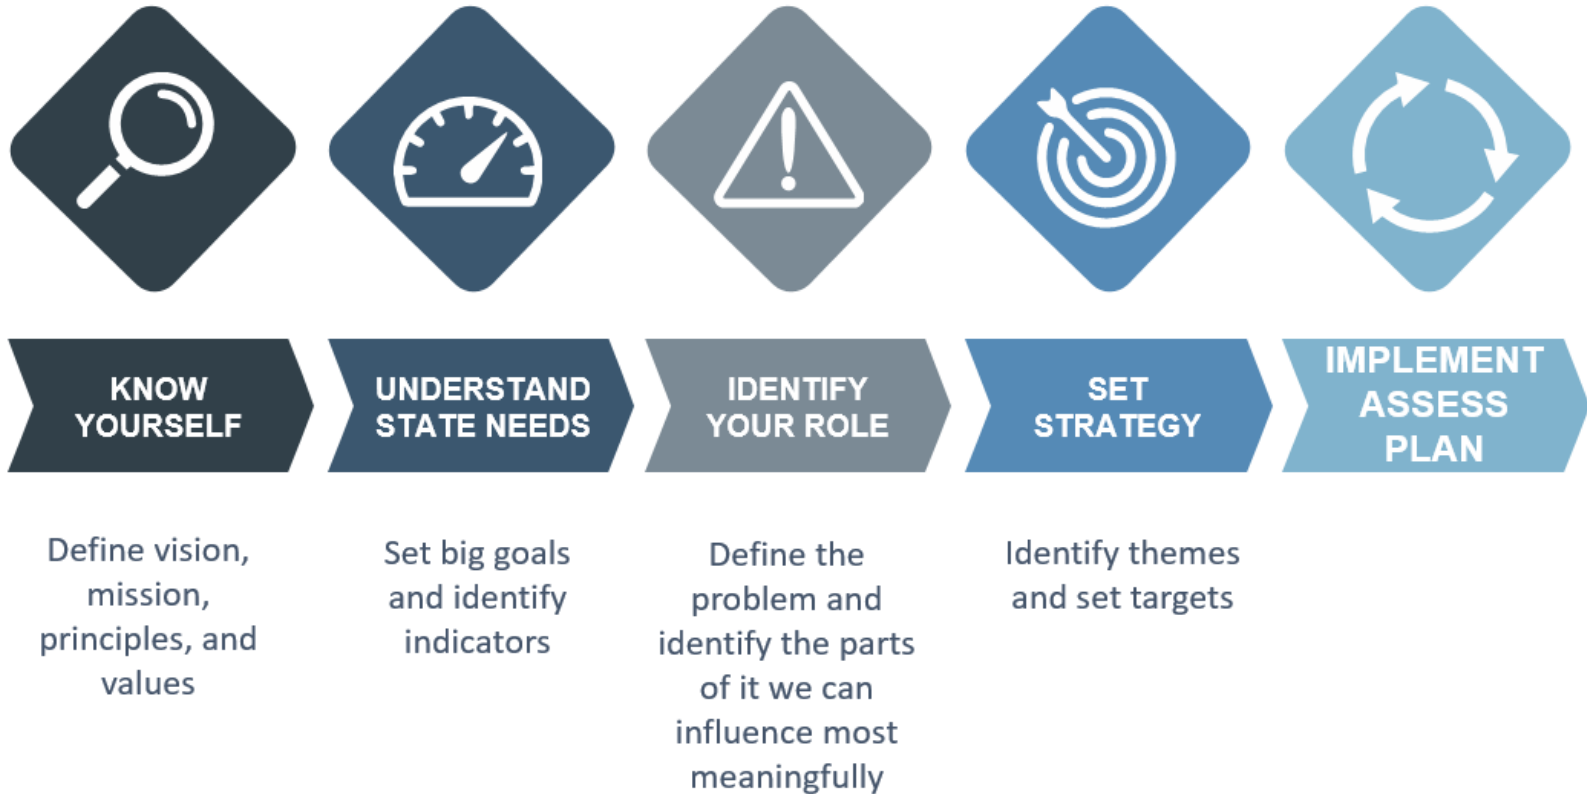 KNOW
YOURSELF
UNDERSTAND
STATE NEEDS
IDENTIFY
YOUR ROLE
SET
STRATEGY
IMPLEMENT
ASSESS
PLAN
Define vision,
mission,
principles, and
values
Set big goals
and identify
indicators
Define the
problem and
identify the parts
of it we can
influence most
meaningfully
Identify themes
and set targets